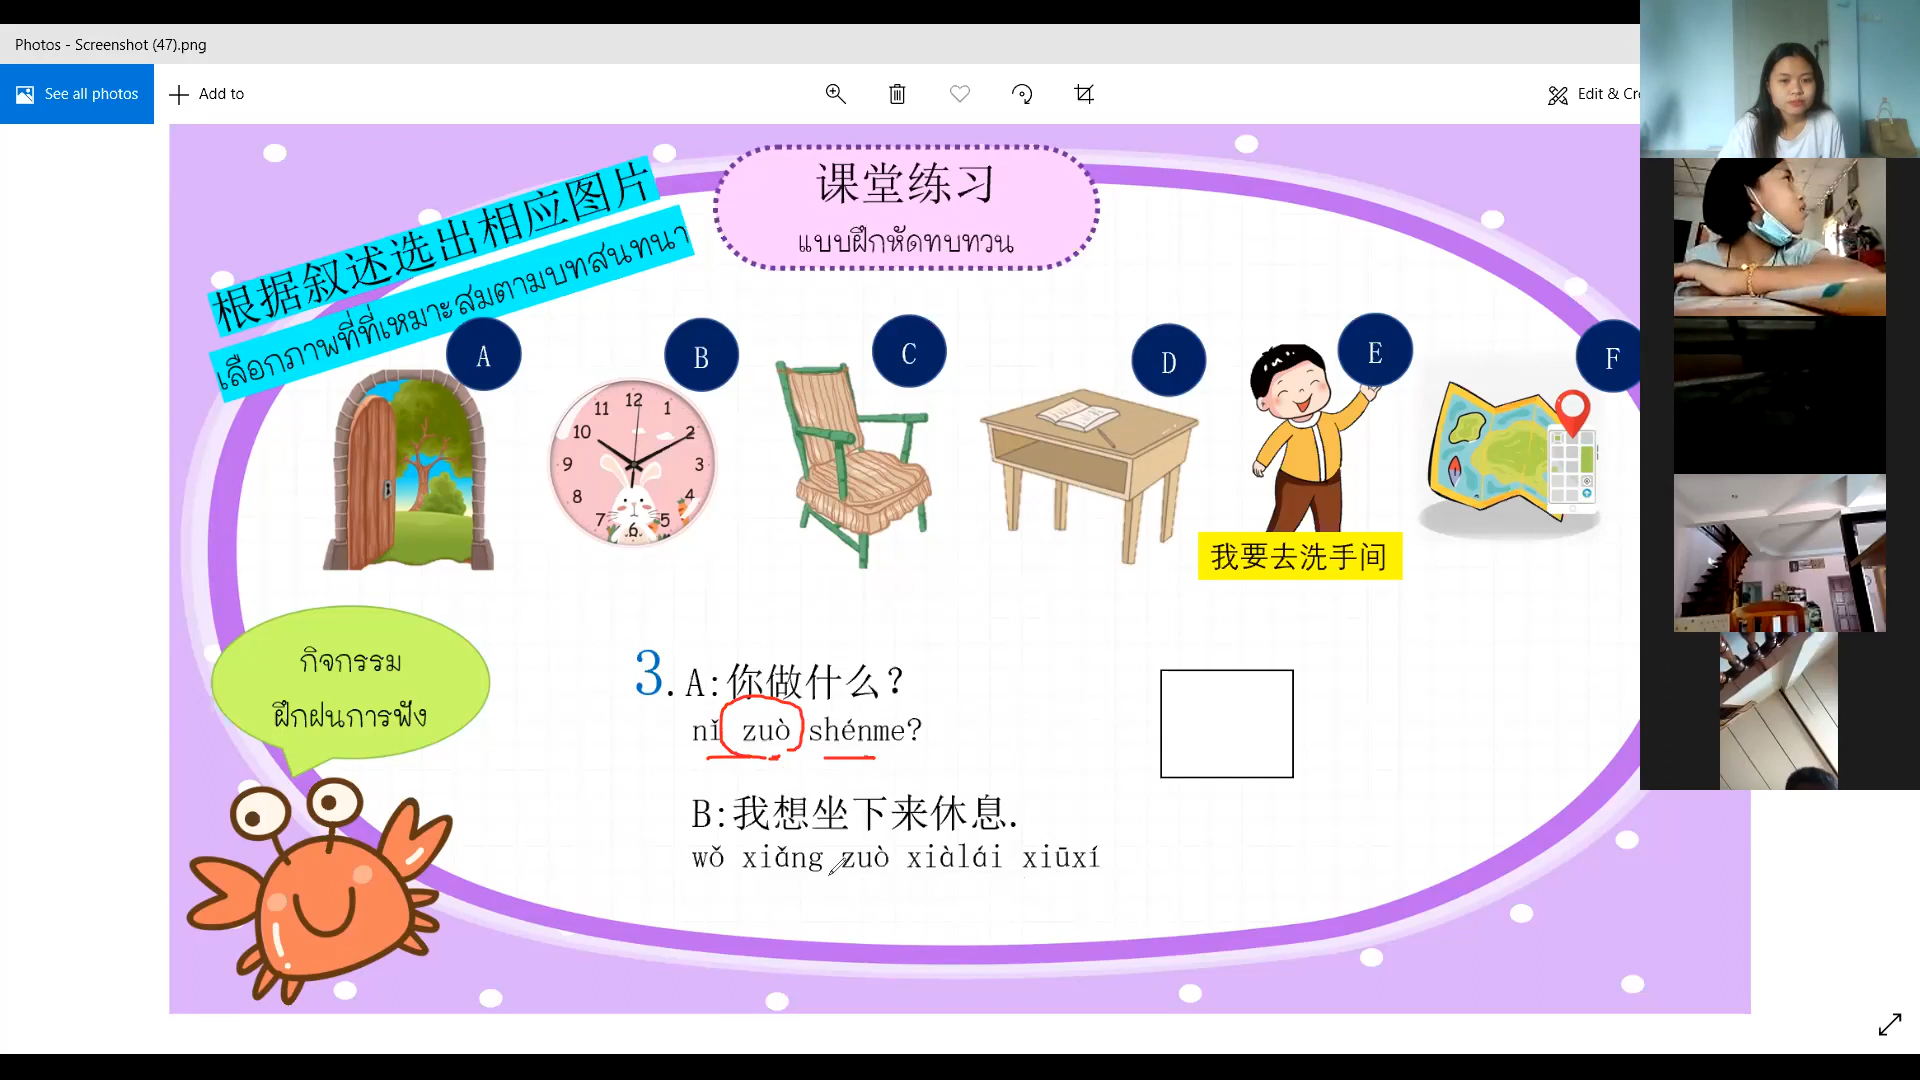 Photos - Screenshot (47).png
See all photos
Add to
Edit & Cre
课堂练习
แบบฝึกหัดทบทวน
根据叙述选出相应图片
เลือกภาพที่ที่เหมาะสมตามบทสนทนา
A
B
C
D
E
F
12
1
2
3
4
5
6
7
8
9
10
11
我要去洗手间
กิจกรรม
ฝึกฝนการฟัง
3. A:你做什么?
nǐ zuò shénme?
B:我想坐下来休息.
wǒ xiǎng zuò xiàlái xiūxí